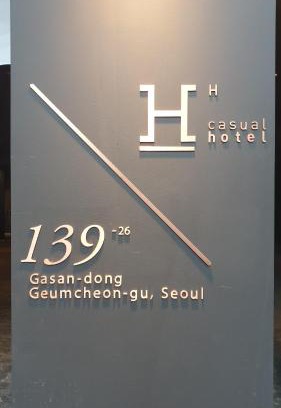 H H
casual
hotel
139 -26
Gasan-dong
Geumcheon-gu, Seoul